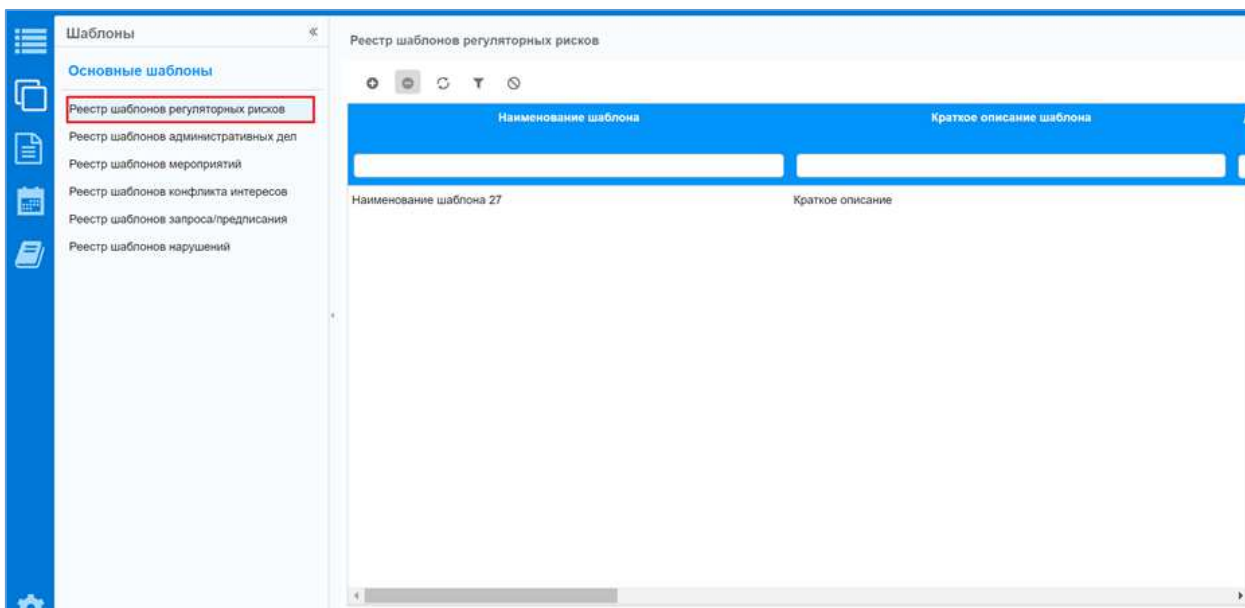 Шаблоны
«
Основные шаблоны
Реестр шаблонов регуляторных рисков
Реестр шаблонов административных дел
Реестр шаблонов мероприятий
Реестр шаблонов конфликта интересов
Реестр шаблонов запроса/предписания
Реестр шаблонов нарушений
Реестр шаблонов регуляторных рисков
Наименование шаблона Краткое описание шаблона
Наименование шаблона 27 Краткое описание